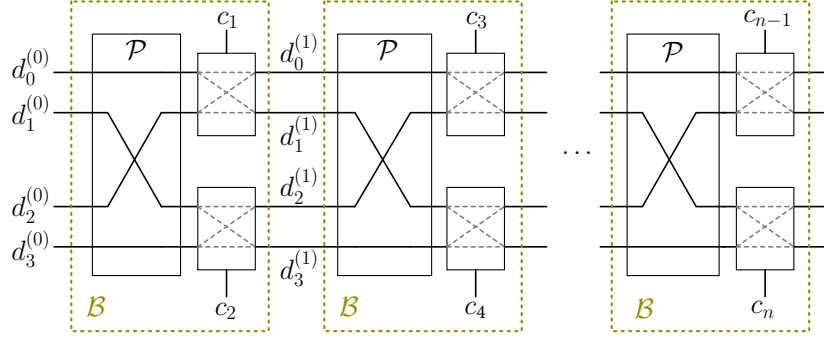 c_1 c_3 c_{n-1}
𝒫 𝒫 𝒫
d_0^{(0)} d_0^{(1)}
d_1^{(0)} d_1^{(1)}
...
d_2^{(0)} d_2^{(1)}
d_3^{(0)} d_3^{(1)}
ℬ c_2 ℬ c_4 ℬ c_n